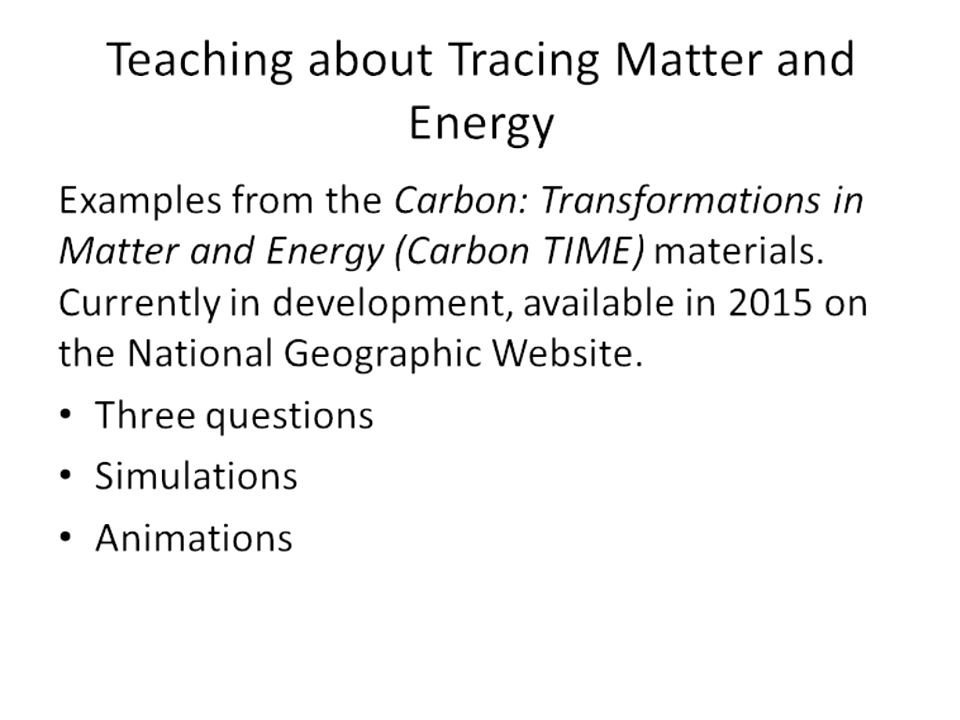 Teaching about Tracing Matter and
Energy
Examples from the Carbon: Transformations in
Matter and Energy (Carbon TIME) materials.
Currently in development, available in 2015 on
the National Geographic Website.
• Three questions
• Simulations
• Animations